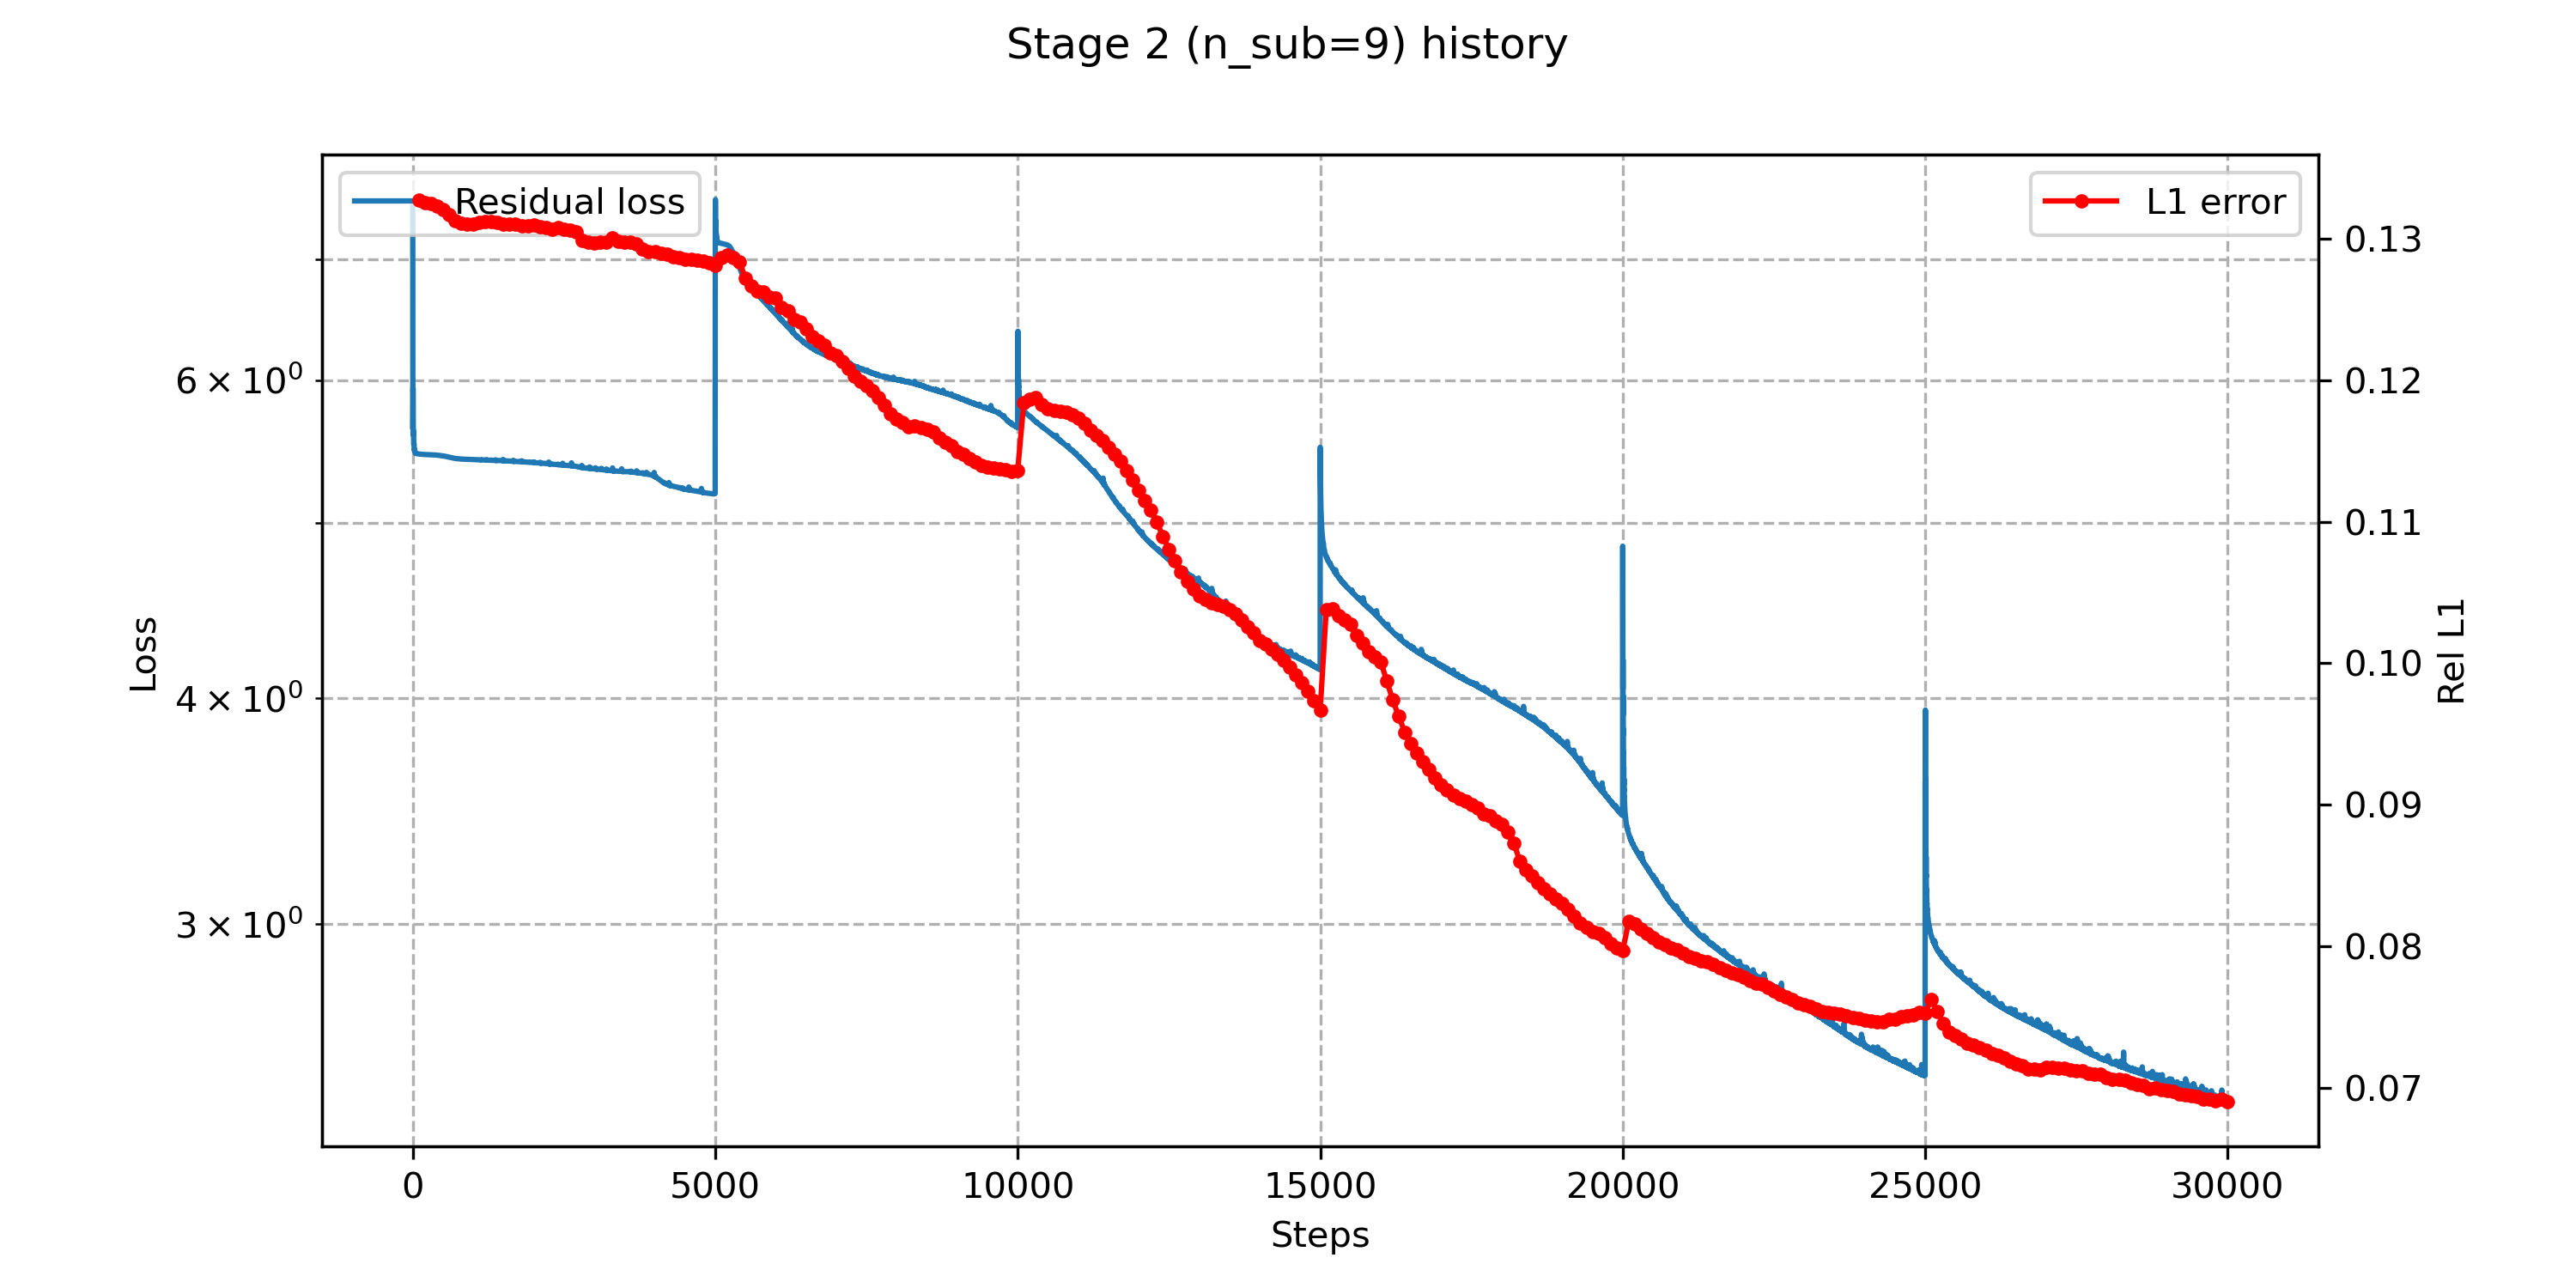 Stage 2 (n_sub=9) history
Residual loss
L1 error
6 × 10⁰
4 × 10⁰
3 × 10⁰
Loss
0.13
0.12
0.11
0.10
0.09
0.08
0.07
Rel L1
0 5000 10000 15000 20000 25000 30000
Steps